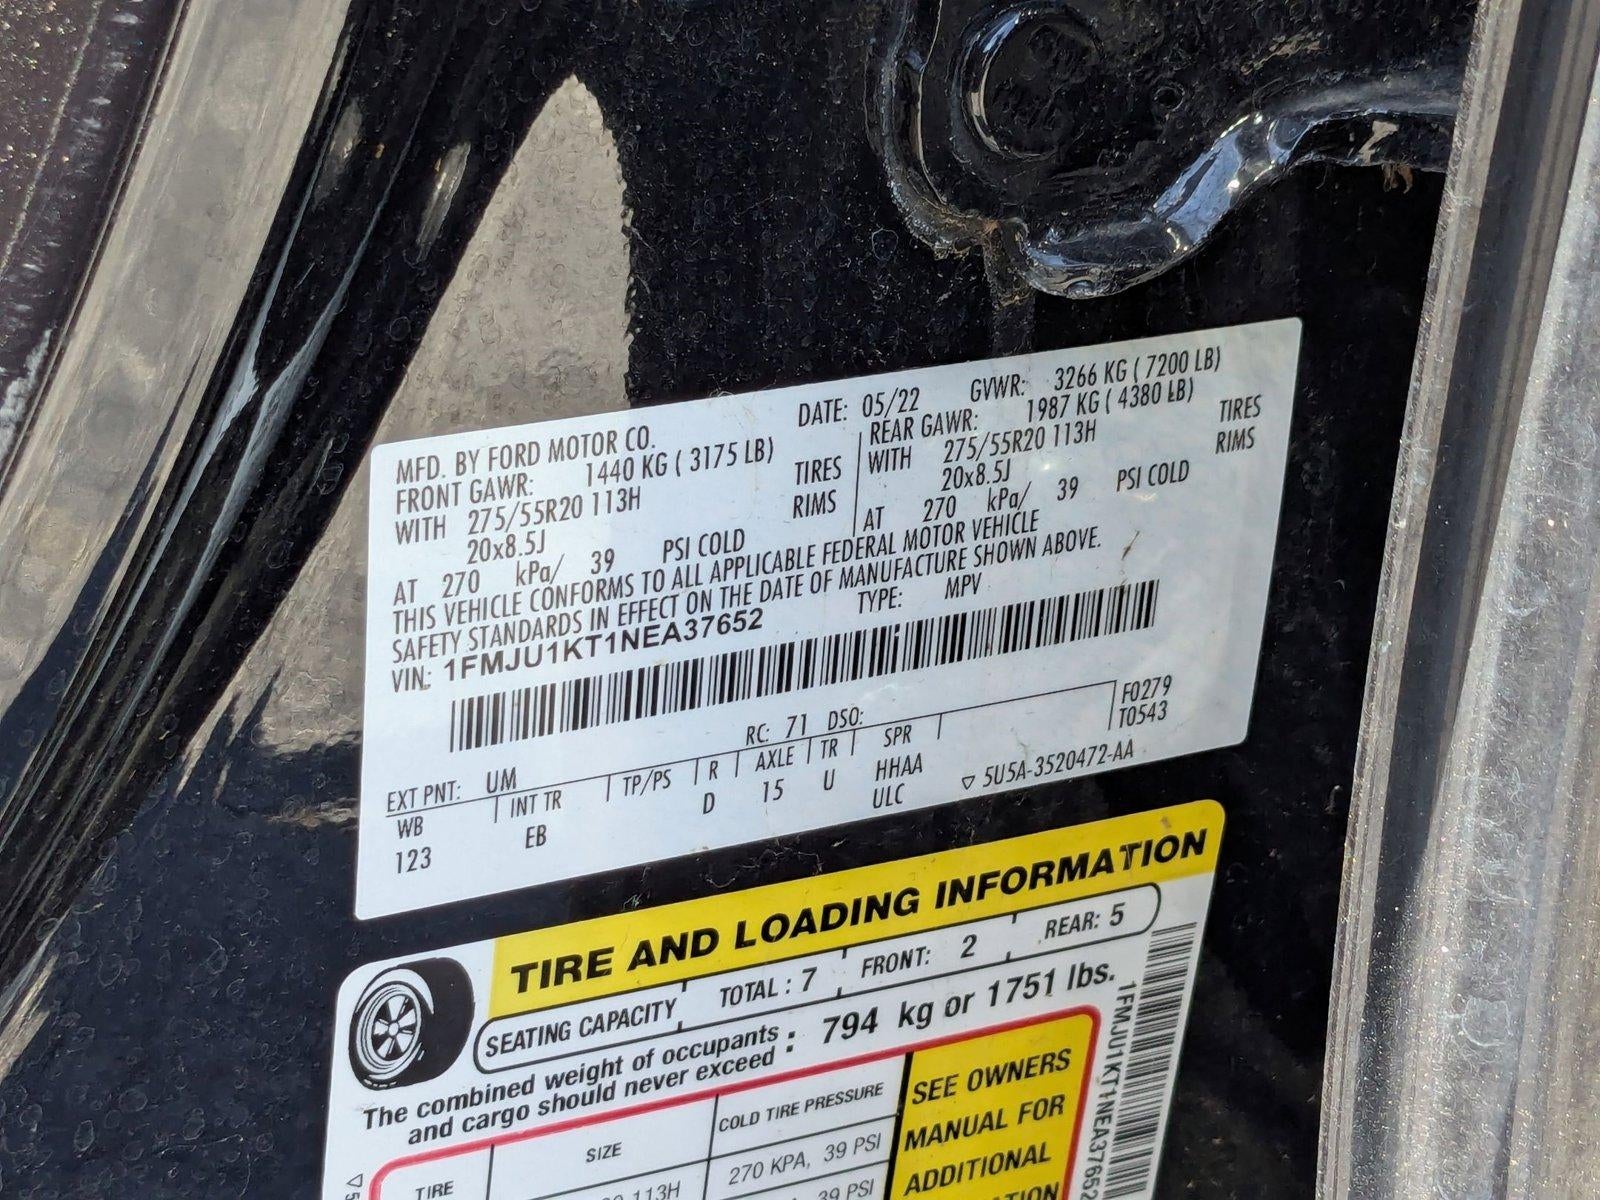 MFD. BY FORD MOTOR CO. DATE: 05/22 GVWR: 3266 KG ( 7200 LB)
FRONT GAWR: 1440 KG ( 3175 LB) REAR GAWR: 1987 KG ( 4380 LB)
WITH 275/55R20 113H TIRES WITH 275/55R20 113H TIRES
20x8.5J RIMS 20x8.5J RIMS
AT 270 kPa/ 39 PSI COLD AT 270 kPa/ 39 PSI COLD
THIS VEHICLE CONFORMS TO ALL APPLICABLE FEDERAL MOTOR VEHICLE
SAFETY STANDARDS IN EFFECT ON THE DATE OF MANUFACTURE SHOWN ABOVE.
VIN: 1FMJU1KT1NEA37652 TYPE: MPV
F0279
EXT PNT: UM RC: 71 DSO: T0543
WB INT TR TP/PS R AXLE TR SPR
123 EB D 15 U HHAA
ULC ▽ 5U5A-3520472-AA
TIRE AND LOADING INFORMATION
SEATING CAPACITY TOTAL : 7 FRONT: 2 REAR: 5
The combined weight of occupants
and cargo should never exceed : 794 kg or 1751 lbs.
TIRE SIZE COLD TIRE PRESSURE
113H 270 KPA, 39 PSI
39 PSI
SEE OWNERS
MANUAL FOR
ADDITIONAL
1FMJU1KT1NEA37652